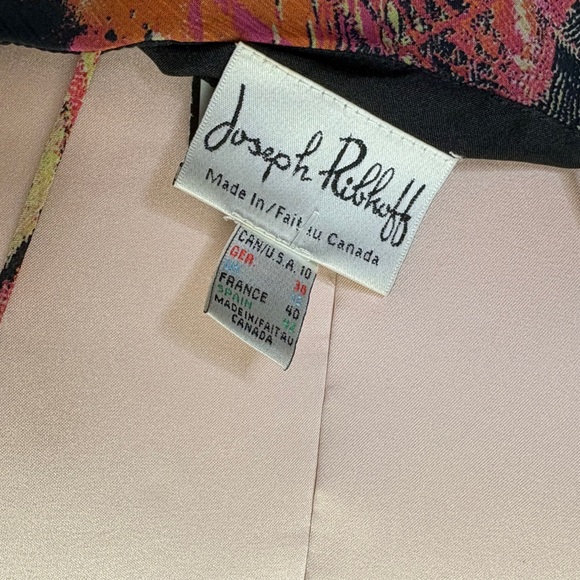 Joseph Ribkoff
Made In/Fait au Canada
CAN/U.S.A. 10
GER 38
FRANCE 40
SPAIN 42
MADE IN/FAIT AU
CANADA